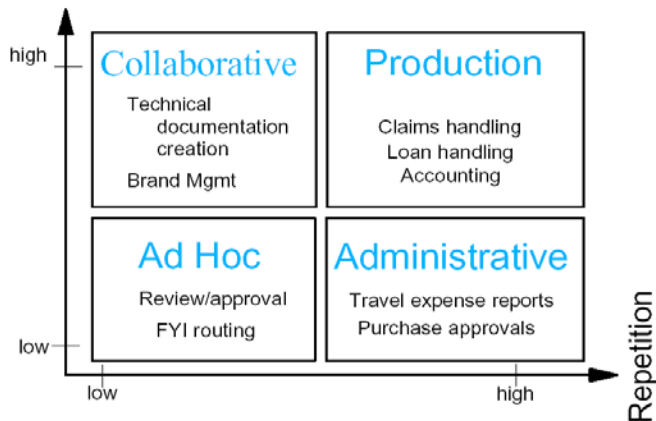 high
Collaborative
Technical
documentation
creation
Brand Mgmt
Production
Claims handling
Loan handling
Accounting
Ad Hoc
Review/approval
FYI routing
Administrative
Travel expense reports
Purchase approvals
low
low
high
Repetition